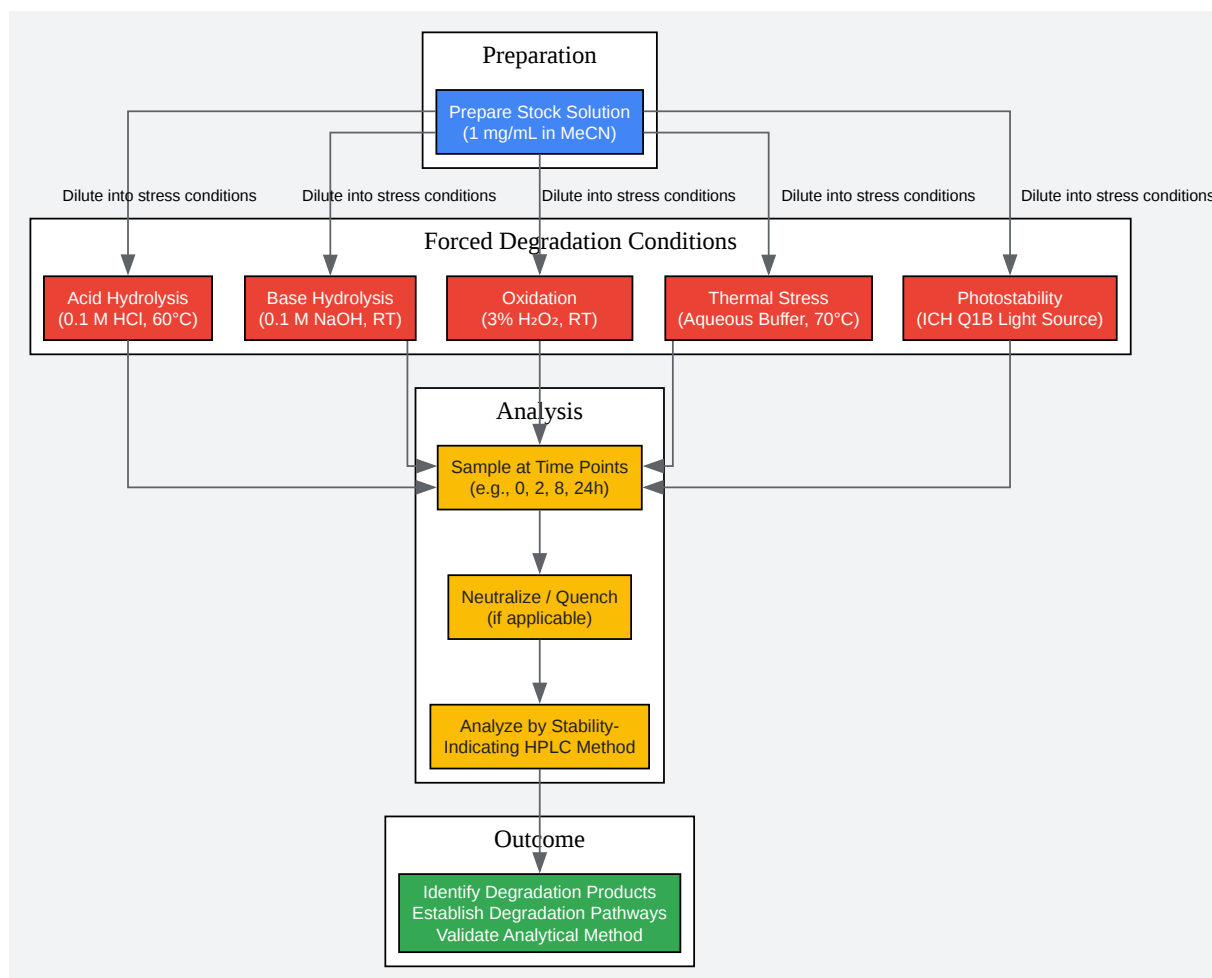 Preparation
Prepare Stock Solution
(1 mg/mL in MeCN)
Dilute into stress conditions
Dilute into stress conditions
Dilute into stress conditions
Dilute into stress conditions
Dilute into stress conditions
Forced Degradation Conditions
Acid Hydrolysis
(0.1 M HCl, 60°C)
Base Hydrolysis
(0.1 M NaOH, RT)
Oxidation
(3% H₂O₂, RT)
Thermal Stress
(Aqueous Buffer, 70°C)
Photostability
(ICH Q1B Light Source)
Analysis
Sample at Time Points
(e.g., 0, 2, 8, 24h)
Neutralize / Quench
(if applicable)
Analyze by Stability-
Indicating HPLC Method
Outcome
Identify Degradation Products
Establish Degradation Pathways
Validate Analytical Method